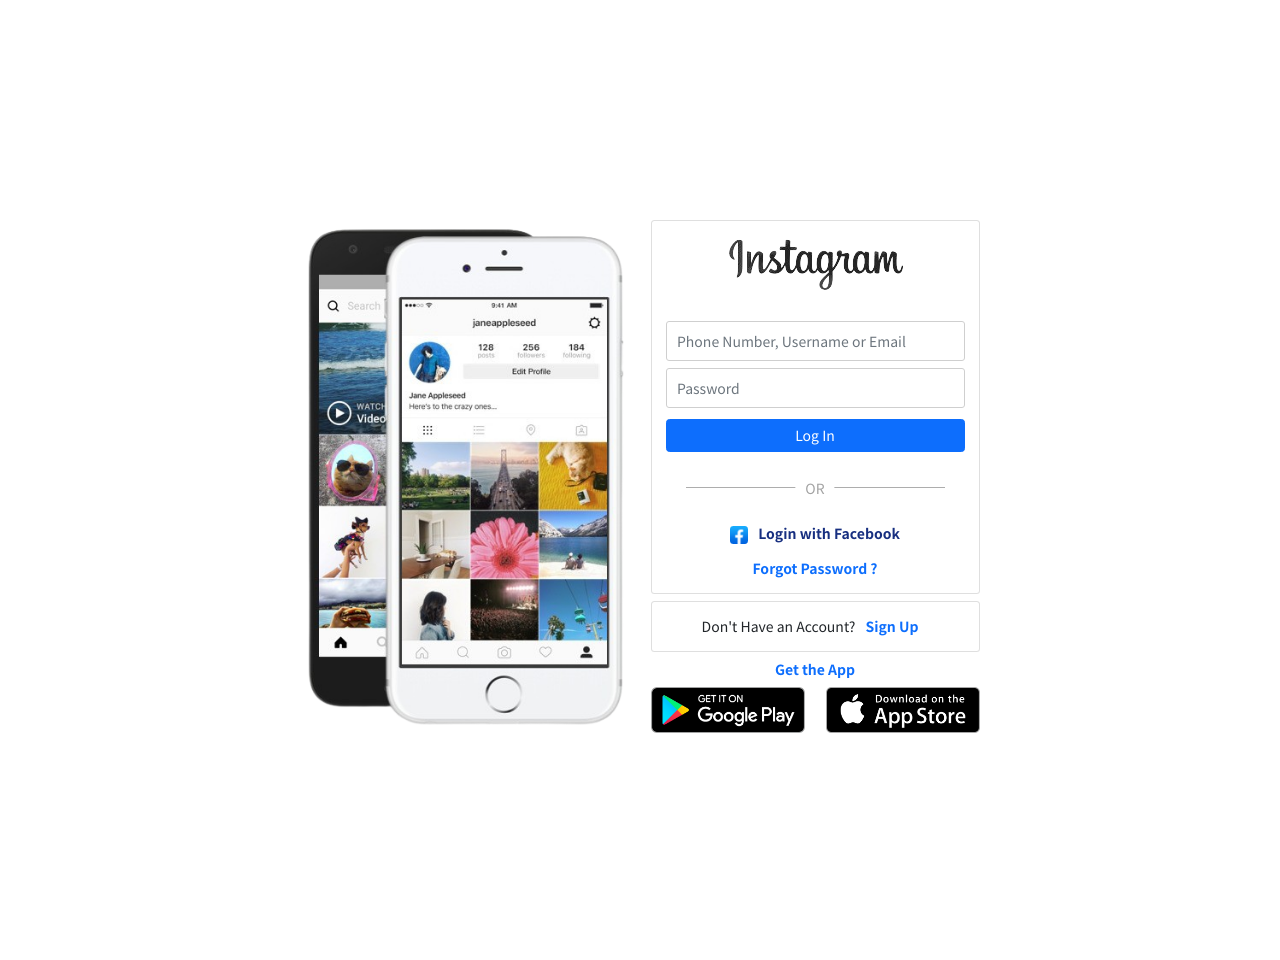 Search
WATCH
Video
9:41 AM
janeappleseed
128
256
184
posts
followers
following
Edit Profile
Jane Appleseed
Here's to the crazy ones...
Instagram
Phone Number, Username or Email
Password
Log In
OR
Login with Facebook
Forgot Password ?
Don't Have an Account? Sign Up
Get the App
GET IT ON
Google Play
Download on the
App Store